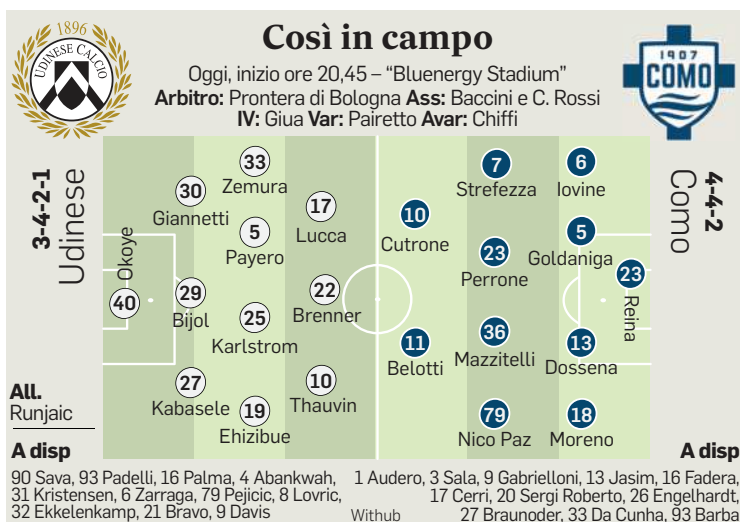 1896
UDINESE CALCIO
Così in campo
Oggi, inizio ore 20,45 – “Bluenergy Stadium”
Arbitro: Prontera di Bologna Ass: Baccini e C. Rossi
IV: Giua Var: Pairetto Avar: Chiffi
1907
COMO
3-4-2-1
Udinese
40
Okoye
30
Giannetti
29
Bijol
27
Kabasele
33
Zemura
5
Payero
25
Karlstrom
19
Ehizibue
17
Lucca
22
Brenner
10
Thauvin
10
Cutrone
11
Belotti
7
Strefezza
23
Perrone
36
Mazzitelli
79
Nico Paz
6
Iovine
5
Goldaniga
13
Dossena
18
Moreno
23
Reina
4-4-2
Como
All.
Runjaic
A disp
90 Sava, 93 Padelli, 16 Palma, 4 Abankwah,
31 Kristensen, 6 Zarraga, 79 Pejicic, 8 Lovric,
32 Ekkelenkamp, 21 Bravo, 9 Davis
A disp
1 Audero, 3 Sala, 9 Gabrielloni, 13 Jasim, 16 Fadera,
17 Cerri, 20 Sergi Roberto, 26 Engelhardt,
27 Braunoder, 33 Da Cunha, 93 Barba
Withub